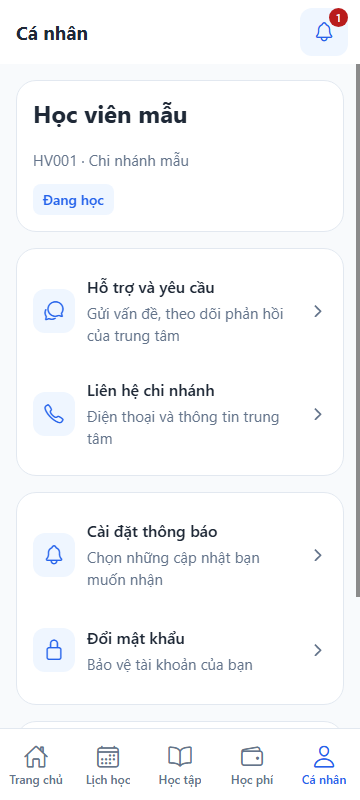 Cá nhân
1
Học viên mẫu
HV001 · Chi nhánh mẫu
Đang học
Hỗ trợ và yêu cầu
Gửi vấn đề, theo dõi phản hồi
của trung tâm
Liên hệ chi nhánh
Điện thoại và thông tin trung
tâm
Cài đặt thông báo
Chọn những cập nhật bạn
muốn nhận
Đổi mật khẩu
Bảo vệ tài khoản của bạn
Trang chủ
Lịch học
Học tập
Học phí
Cá nhân